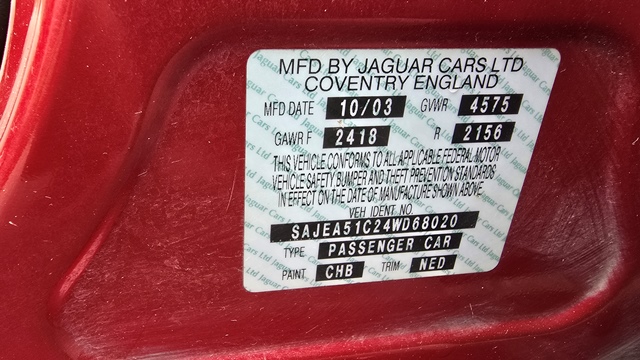 MFD BY JAGUAR CARS LTD
COVENTRY ENGLAND
MFD DATE 10/03 GVWR 4575
GAWR F 2418 R 2156
THIS VEHICLE CONFORMS TO ALL APPLICABLE FEDERAL MOTOR
VEHICLE SAFETY, BUMPER AND THEFT PREVENTION STANDARDS
IN EFFECT ON THE DATE OF MANUFACTURE SHOWN ABOVE.
VEH IDENT NO.
SAJEA51C24WD68020
TYPE PASSENGER CAR
PAINT CHB TRIM NED